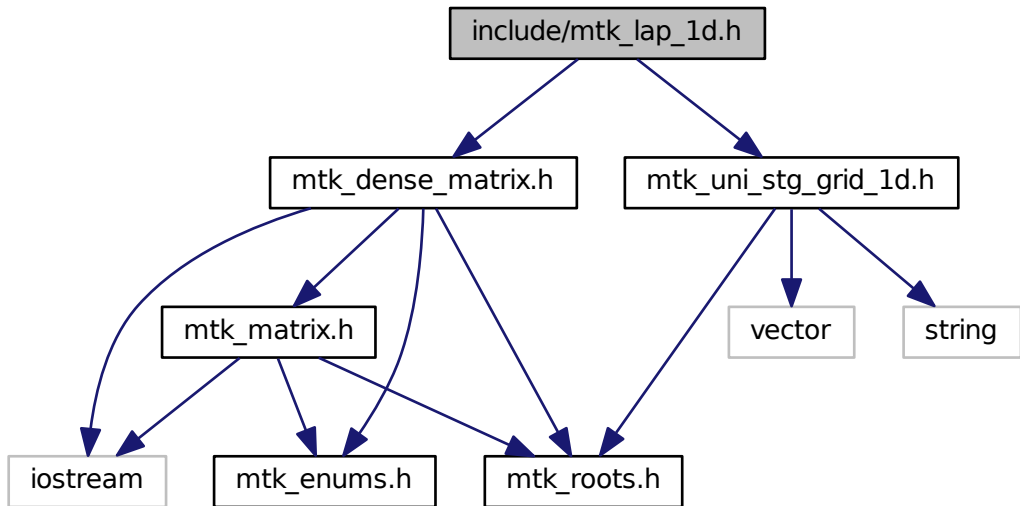 include/mtk_lap_1d.h
mtk_dense_matrix.h
mtk_uni_stg_grid_1d.h
mtk_matrix.h
vector
string
iostream
mtk_enums.h
mtk_roots.h